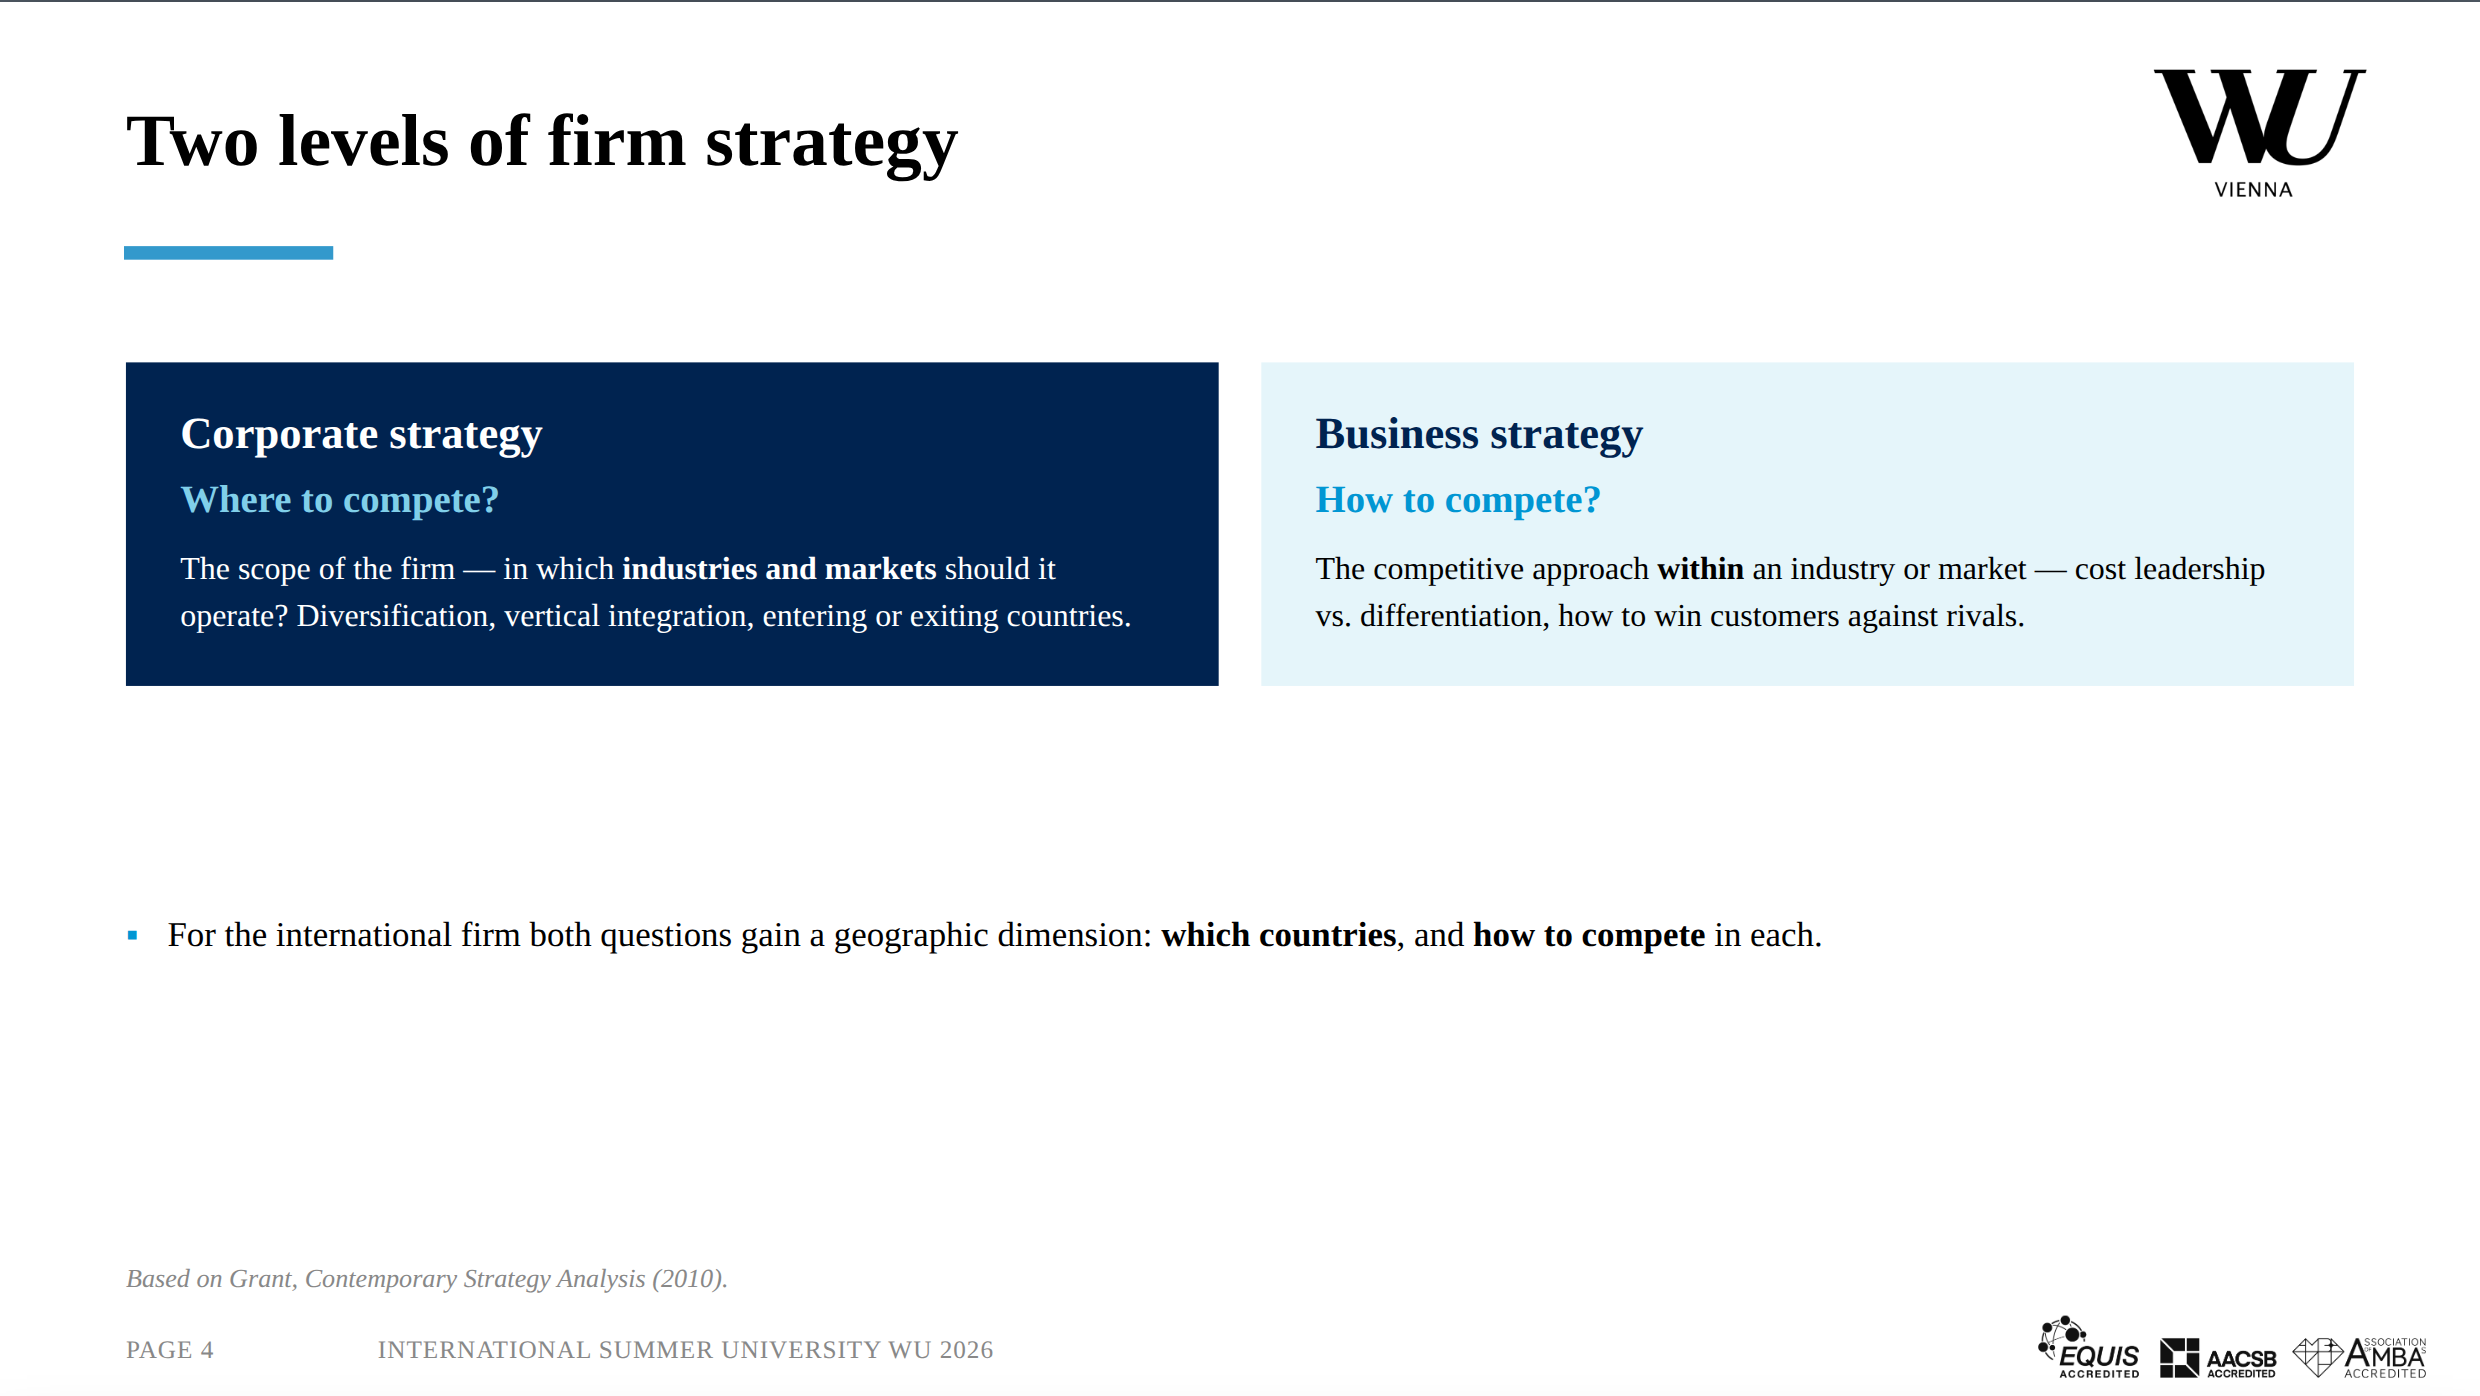 Two levels of firm strategy
WU
VIENNA
Corporate strategy
Where to compete?
The scope of the firm — in which industries and markets should it
operate? Diversification, vertical integration, entering or exiting countries.
Business strategy
How to compete?
The competitive approach within an industry or market — cost leadership
vs. differentiation, how to win customers against rivals.
▪ For the international firm both questions gain a geographic dimension: which countries, and how to compete in each.
Based on Grant, Contemporary Strategy Analysis (2010).
PAGE 4
INTERNATIONAL SUMMER UNIVERSITY WU 2026
EQUIS
ACCREDITED
AACSB
ACCREDITED
ASSOCIATION
OF
AMBAS
ACCREDITED